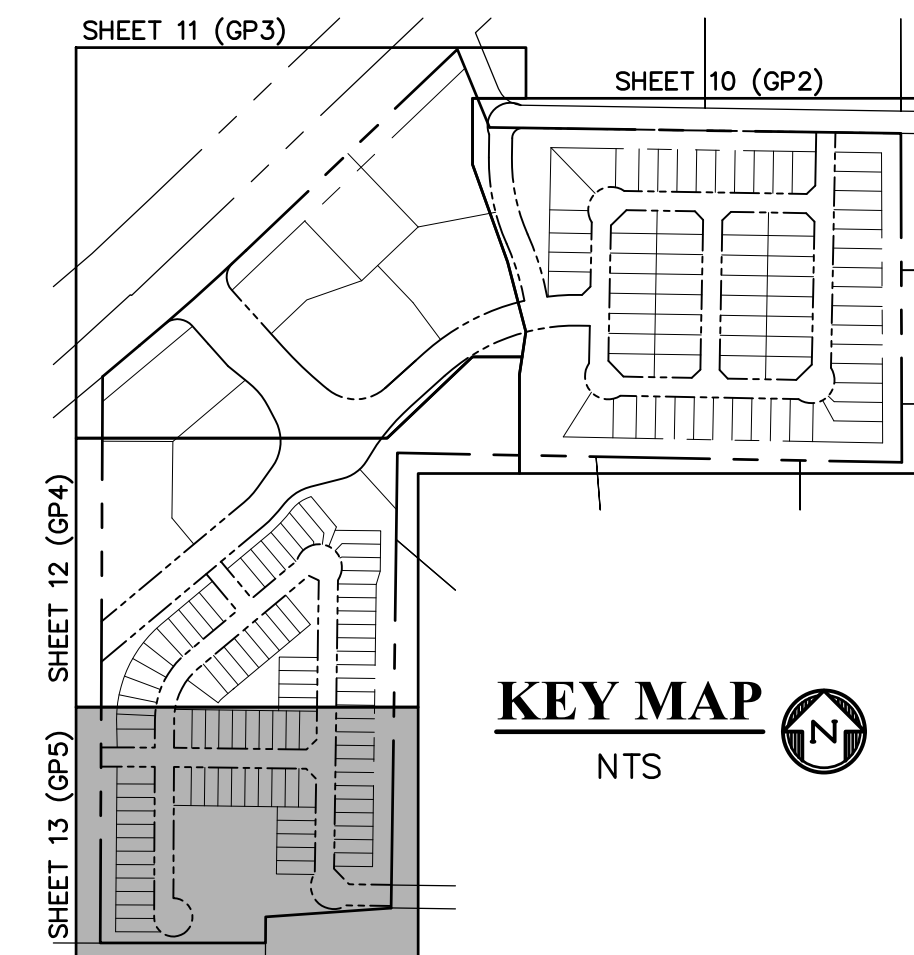 SHEET 11 (GP3)
SHEET 10 (GP2)
SHEET 12 (GP4)
SHEET 13 (GP5)
KEY MAP
N
NTS